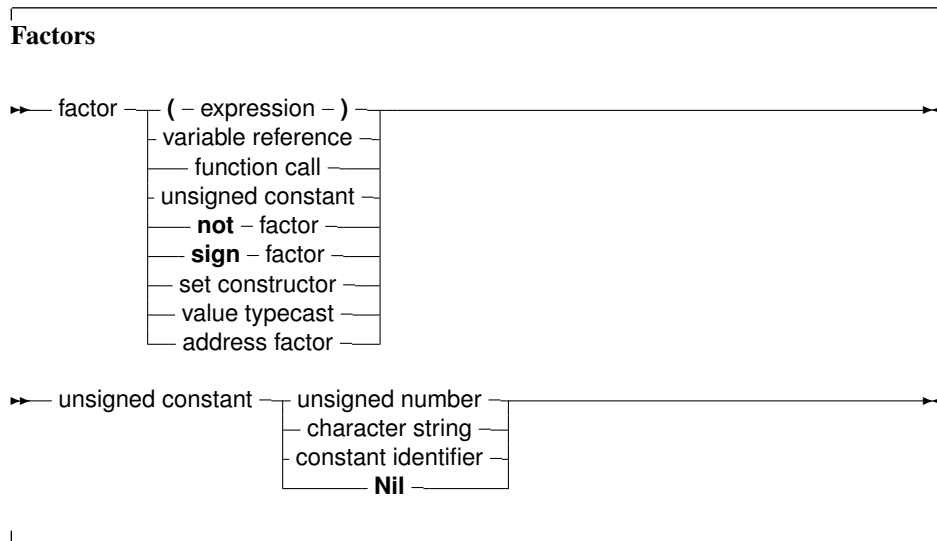 Factors
factor ( expression )
variable reference
function call
unsigned constant
not factor
sign factor
set constructor
value typecast
address factor
unsigned constant unsigned number
character string
constant identifier
Nil